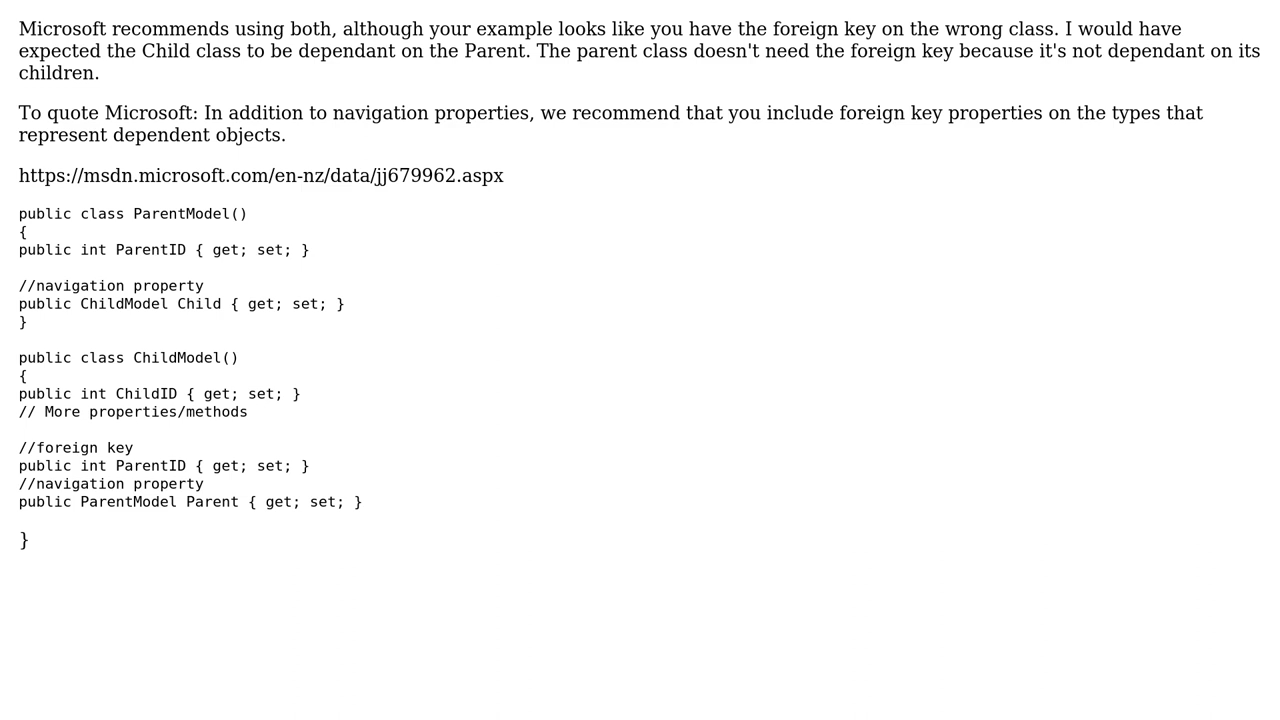 Microsoft recommends using both, although your example looks like you have the foreign key on the wrong class. I would have
expected the Child class to be dependant on the Parent. The parent class doesn't need the foreign key because it's not dependant on its
children.
To quote Microsoft: In addition to navigation properties, we recommend that you include foreign key properties on the types that
represent dependent objects.
https://msdn.microsoft.com/en-nz/data/jj679962.aspx
public class ParentModel()
{
public int ParentID { get; set; }
//navigation property
public ChildModel Child { get; set; }
}
public class ChildModel()
{
public int ChildID { get; set; }
// More properties/methods
//foreign key
public int ParentID { get; set; }
//navigation property
public ParentModel Parent { get; set; }
}